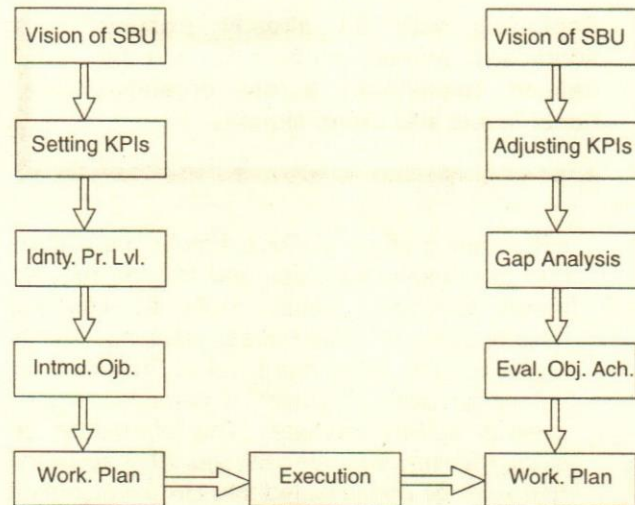 Vision of SBU
Setting KPIs
Idnty. Pr. Lvl.
Intmd. Ojb.
Work. Plan
Execution
Vision of SBU
Adjusting KPIs
Gap Analysis
Eval. Obj. Ach.
Work. Plan